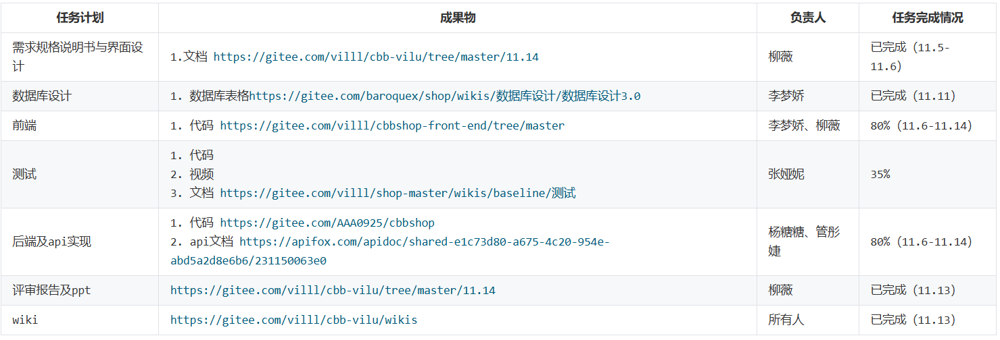 任务计划 成果物 负责人 任务完成情况
需求规格说明书与界面设
计
1.文档 https://gitee.com/villl/cbb-vilu/tree/master/11.14
柳薇
已完成（11.5-
11.6）
数据库设计 1. 数据库表格https://gitee.com/baroquex/shop/wikis/数据库设计/数据库设计3.0 李梦娇 已完成（11.11）
前端 1. 代码 https://gitee.com/villl/cbbshop-front-end/tree/master 李梦娇、柳薇 80%（11.6-11.14）
测试
1. 代码
2. 视频
3. 文档 https://gitee.com/villl/shop-master/wikis/baseline/测试
张娅妮
35%
后端及api实现
1. 代码 https://gitee.com/AAA0925/cbbshop
2. api文档 https://apifox.com/apidoc/shared-e1c73d80-a675-4c20-954e-
abd5a2d8e6b6/231150063e0
杨糖糖、管彤
婕
80%（11.6-11.14）
评审报告及ppt https://gitee.com/villl/cbb-vilu/tree/master/11.14 柳薇 已完成（11.13）
wiki https://gitee.com/villl/cbb-vilu/wikis 所有人 已完成（11.13）